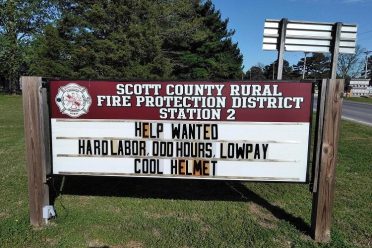 SCOTT COUNTY RURAL
FIRE PROTECTION DISTRICT
STATION 2
HELP WANTED
HARD LABOR, ODD HOURS, LOWPAY
COOL HELMET